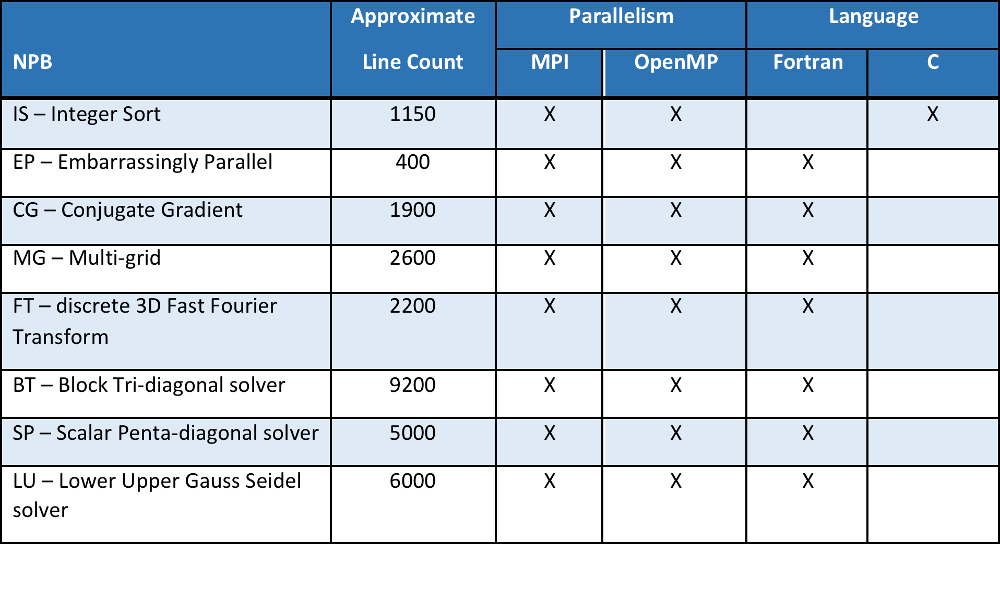 Approximate Parallelism Language
NPB Line Count MPI OpenMP Fortran C
IS – Integer Sort 1150 X X X
EP – Embarrassingly Parallel 400 X X X
CG – Conjugate Gradient 1900 X X X
MG – Multi-grid 2600 X X X
FT – discrete 3D Fast Fourier 2200 X X X
Transform
BT – Block Tri-diagonal solver 9200 X X X
SP – Scalar Penta-diagonal solver 5000 X X X
LU – Lower Upper Gauss Seidel 6000 X X X
solver